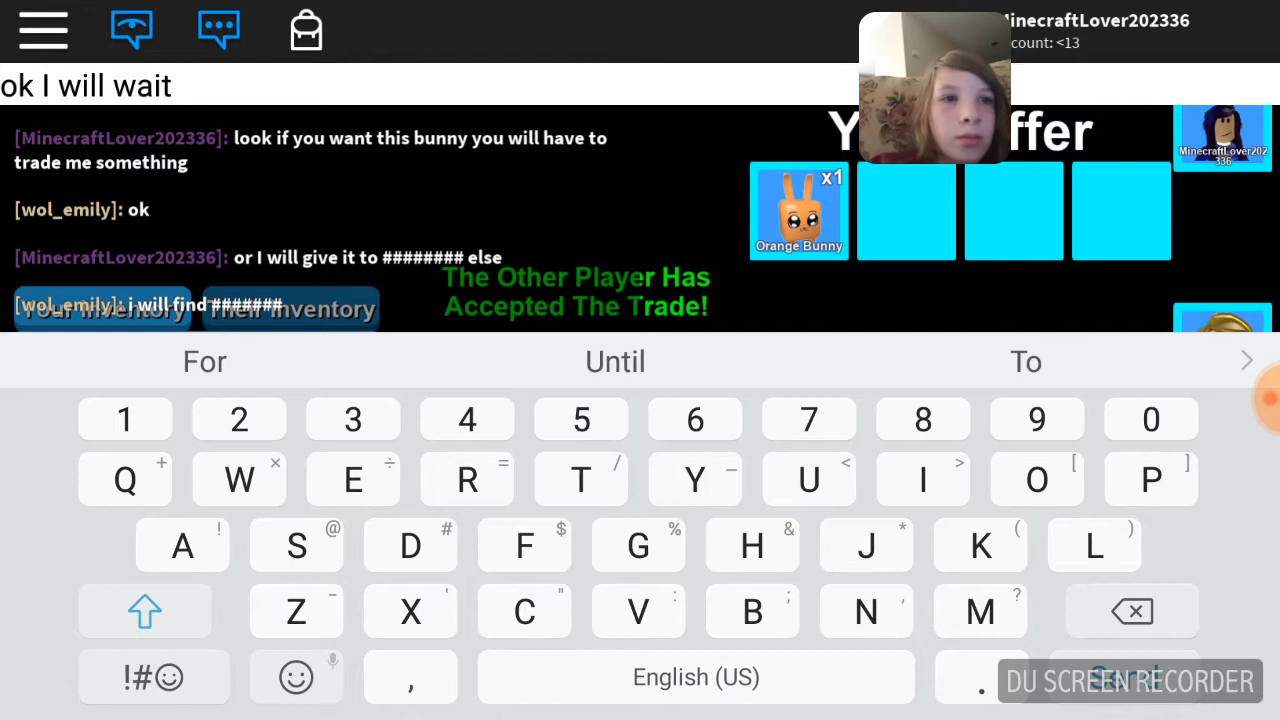 MinecraftLover202336
count: <13
ok I will wait
[MinecraftLover202336]: look if you want this bunny you will have to
trade me something
[wol_emily]: ok
[MinecraftLover202336]: or I will give it to ######## else
[wol_emily]: i will find #######
Your Inventory
Their Inventory
The Other Player Has
Accepted The Trade!
x1
Orange Bunny
MinecraftLover202
336
For Until To
1 2 3 4 5 6 7 8 9 0
+ × ÷ = / _ < > [ ]
Q W E R T Y U I O P
! @ # $ % & * ( )
A S D F G H J K L
- ' " : ; , ?
Z X C V B N M
!#☺ , English (US) . Send
DU SCREEN RECORDER